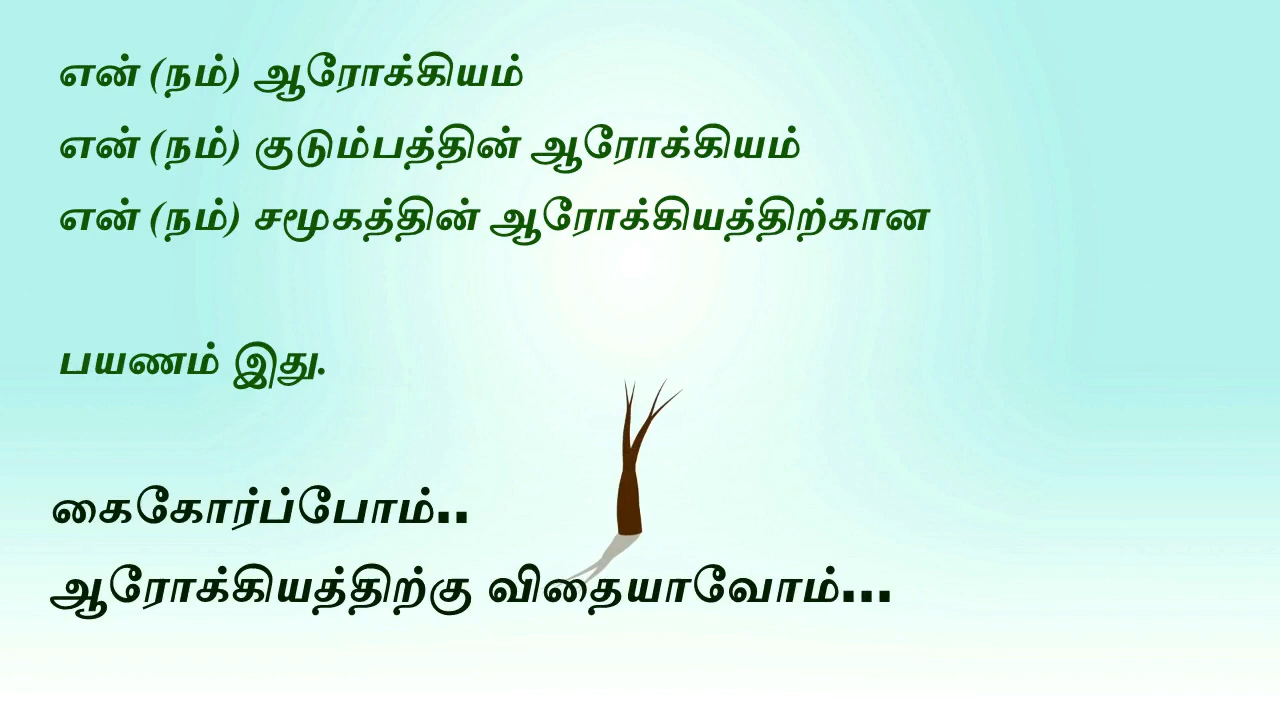 என் (நம்) ஆரோக்கியம்
என் (நம்) குடும்பத்தின் ஆரோக்கியம்
என் (நம்) சமூகத்தின் ஆரோக்கியத்திற்கான
பயணம் இது.
கைகோர்ப்போம்..
ஆரோக்கியத்திற்கு விதையாவோம்...